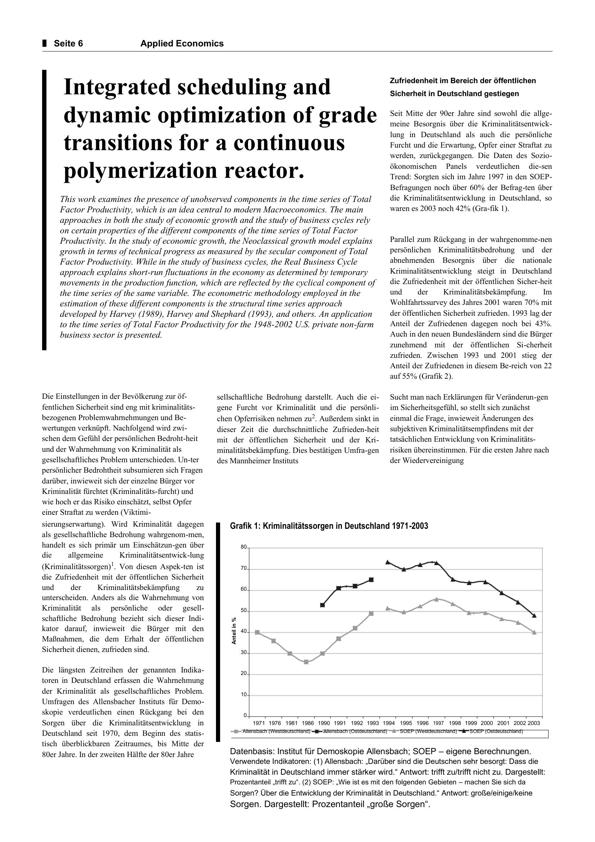 Seite 6 Applied Economics
Integrated scheduling and
dynamic optimization of grade
transitions for a continuous
polymerization reactor.
This work examines the presence of unobserved components in the time series of Total
Factor Productivity, which is an idea central to modern Macroeconomics. The main
approaches in both the study of economic growth and the study of business cycles rely
on certain properties of the different components of the time series of Total Factor
Productivity. In the study of economic growth, the Neoclassical growth model explains
growth in terms of technical progress as measured by the secular component of Total
Factor Productivity. While in the study of business cycles, the Real Business Cycle
approach explains short-run fluctuations in the economy as determined by temporary
movements in the production function, which are reflected by the cyclical component of
the time series of the same variable. The econometric methodology employed in the
estimation of these different components is the structural time series approach
developed by Harvey (1989), Harvey and Shephard (1993), and others. An application
to the time series of Total Factor Productivity for the 1948-2002 U.S. private non-farm
business sector is presented.
Zufriedenheit im Bereich der öffentlichen
Sicherheit in Deutschland gestiegen
Seit Mitte der 90er Jahre sind sowohl die allge-
meine Besorgnis über die Kriminalitätsentwick-
lung in Deutschland als auch die persönliche
Furcht und die Erwartung, Opfer einer Straftat zu
werden, zurückgegangen. Die Daten des Sozio-
ökonomischen Panels verdeutlichen die-sen
Trend: Sorgten sich im Jahre 1997 in den SOEP-
Befragungen noch über 60% der Befrag-ten über
die Kriminalitätsentwicklung in Deutschland, so
waren es 2003 noch 42% (Gra-fik 1).
Parallel zum Rückgang in der wahrgenomme-nen
persönlichen Kriminalitätsbedrohung und der
abnehmenden Besorgnis über die nationale
Kriminalitätsentwicklung steigt in Deutschland
die Zufriedenheit mit der öffentlichen Sicher-heit
und der Kriminalitätsbekämpfung. Im
Wohlfahrtssurvey des Jahres 2001 waren 70% mit
der öffentlichen Sicherheit zufrieden. 1993 lag der
Anteil der Zufriedenen dagegen noch bei 43%.
Auch in den neuen Bundesländern sind die Bürger
zunehmend mit der öffentlichen Si-cherheit
zufrieden. Zwischen 1993 und 2001 stieg der
Anteil der Zufriedenen in diesem Be-reich von 22
auf 55% (Grafik 2).
Die Einstellungen in der Bevölkerung zur öf-
fentlichen Sicherheit sind eng mit kriminalitäts-
bezogenen Problemwahrnehmungen und Be-
wertungen verknüpft. Nachfolgend wird zwi-
schen dem Gefühl der persönlichen Bedroht-heit
und der Wahrnehmung von Kriminalität als
gesellschaftliches Problem unterschieden. Un-ter
persönlicher Bedrohtheit subsumieren sich Fragen
darüber, inwieweit sich der einzelne Bürger vor
Kriminalität fürchtet (Kriminalitäts-furcht) und
wie hoch er das Risiko einschätzt, selbst Opfer
einer Straftat zu werden (Viktimi-
sierungserwartung). Wird Kriminalität dagegen
als gesellschaftliche Bedrohung wahrgenom-men,
handelt es sich primär um Einschätzun-gen über
die allgemeine Kriminalitätsentwick-lung
(Kriminalitätssorgen)1. Von diesen Aspek-ten ist
die Zufriedenheit mit der öffentlichen Sicherheit
und der Kriminalitätsbekämpfung zu
unterscheiden. Anders als die Wahrnehmung von
Kriminalität als persönliche oder gesell-
schaftliche Bedrohung bezieht sich dieser Indi-
kator darauf, inwieweit die Bürger mit den
Maßnahmen, die dem Erhalt der öffentlichen
Sicherheit dienen, zufrieden sind.
Die längsten Zeitreihen der genannten Indika-
toren in Deutschland erfassen die Wahrnehmung
der Kriminalität als gesellschaftliches Problem.
Umfragen des Allensbacher Instituts für Demo-
skopie verdeutlichen einen Rückgang bei den
Sorgen über die Kriminalitätsentwicklung in
Deutschland seit 1970, dem Beginn des statis-
tisch überblickbaren Zeitraumes, bis Mitte der
80er Jahre. In der zweiten Hälfte der 80er Jahre
sellschaftliche Bedrohung darstellt. Auch die ei-
gene Furcht vor Kriminalität und die persönli-
chen Opferrisiken nehmen zu2. Außerdem sinkt in
dieser Zeit die durchschnittliche Zufrieden-heit
mit der öffentlichen Sicherheit und der Kri-
minalitätsbekämpfung. Dies bestätigen Umfra-gen
des Mannheimer Instituts
Sucht man nach Erklärungen für Veränderun-gen
im Sicherheitsgefühl, so stellt sich zunächst
einmal die Frage, inwieweit Änderungen des
subjektiven Kriminalitätsempfindens mit der
tatsächlichen Entwicklung von Kriminalitäts-
risiken übereinstimmen. Für die ersten Jahre nach
der Wiedervereinigung
Grafik 1: Kriminalitätssorgen in Deutschland 1971-2003
Anteil in %
80
70
60
50
40
30
20
10
0
1971 1976 1981 1986 1990 1991 1992 1993 1994 1995 1996 1997 1998 1999 2000 2001 2002 2003
Allensbach (Westdeutschland) Allensbach (Ostdeutschland) SOEP (Westdeutschland) SOEP (Ostdeutschland)
Datenbasis: Institut für Demoskopie Allensbach; SOEP – eigene Berechnungen.
Verwendete Indikatoren: (1) Allensbach: „Darüber sind die Deutschen sehr besorgt: Dass die
Kriminalität in Deutschland immer stärker wird.“ Antwort: trifft zu/trifft nicht zu. Dargestellt:
Prozentanteil „trifft zu“. (2) SOEP: „Wie ist es mit den folgenden Gebieten – machen Sie sich da
Sorgen? Über die Entwicklung der Kriminalität in Deutschland.“ Antwort: große/einige/keine
Sorgen. Dargestellt: Prozentanteil „große Sorgen“.